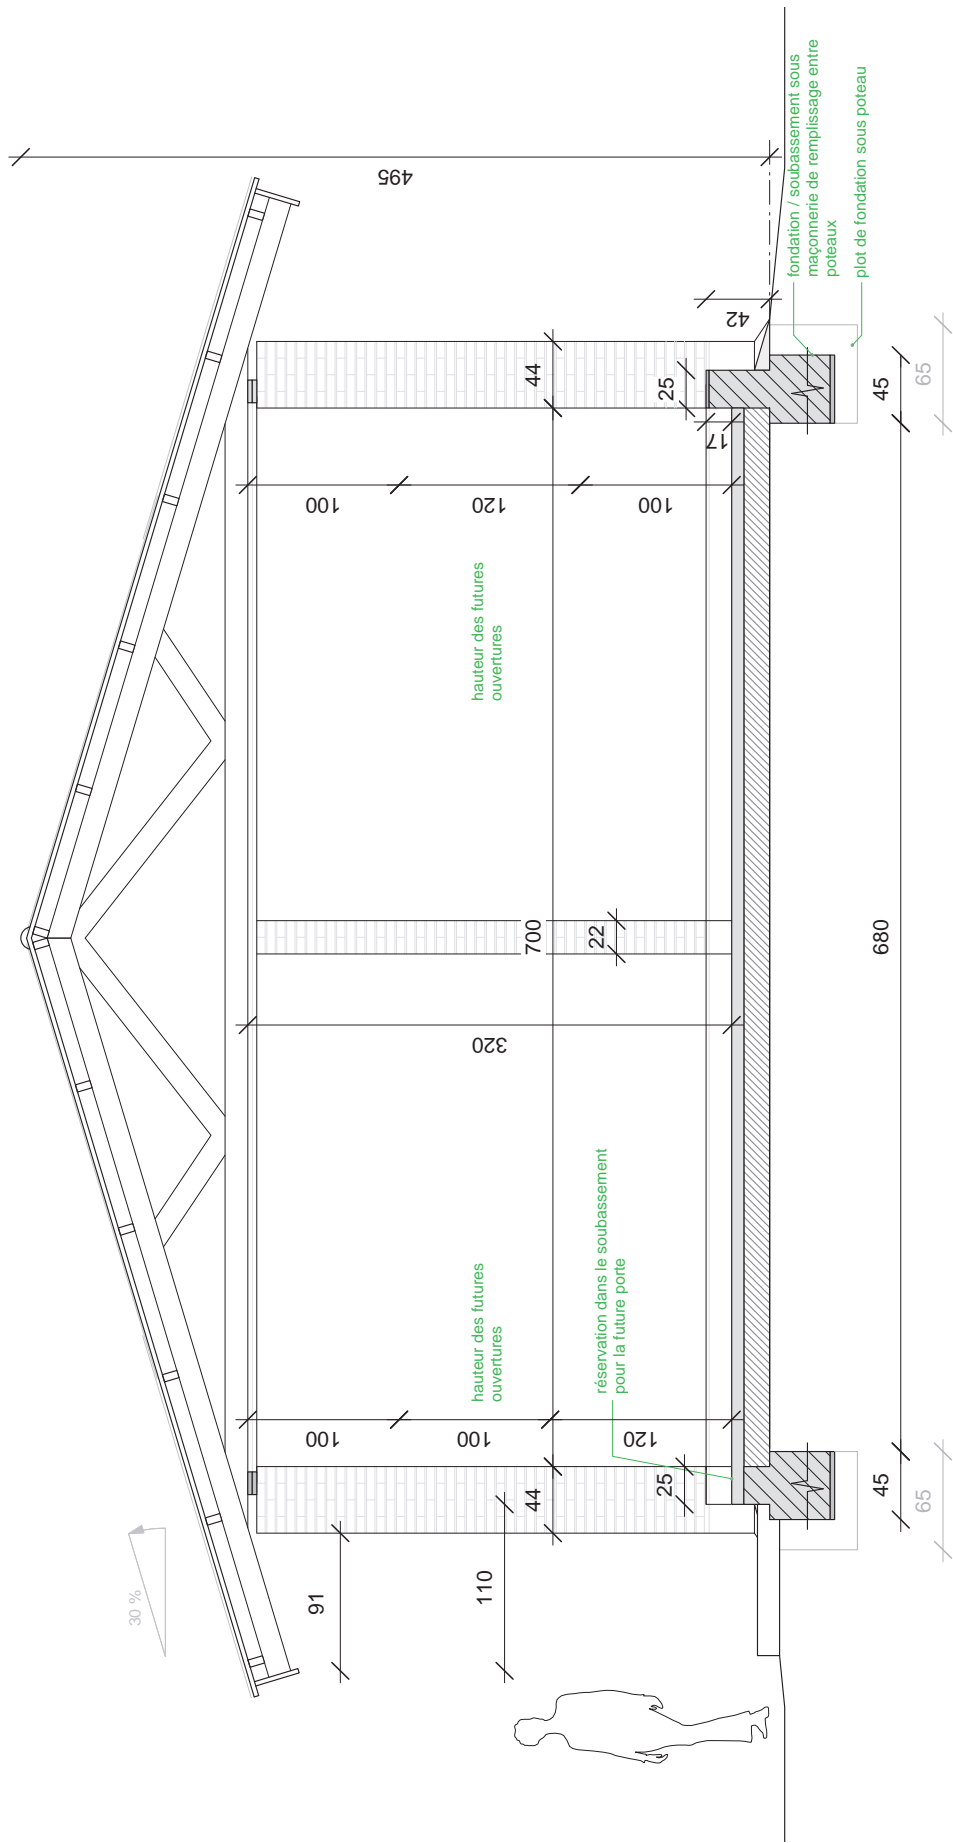 495
fondation / soubassement sous
maçonnerie de remplissage entre
poteaux
plot de fondation sous poteau
42
44
25
17
45
65
100
120
100
hauteur des futures
ouvertures
700
22
680
320
réservation dans le soubassement
pour la future porte
hauteur des futures
ouvertures
100
100
120
44
25
45
65
30 %
91
110